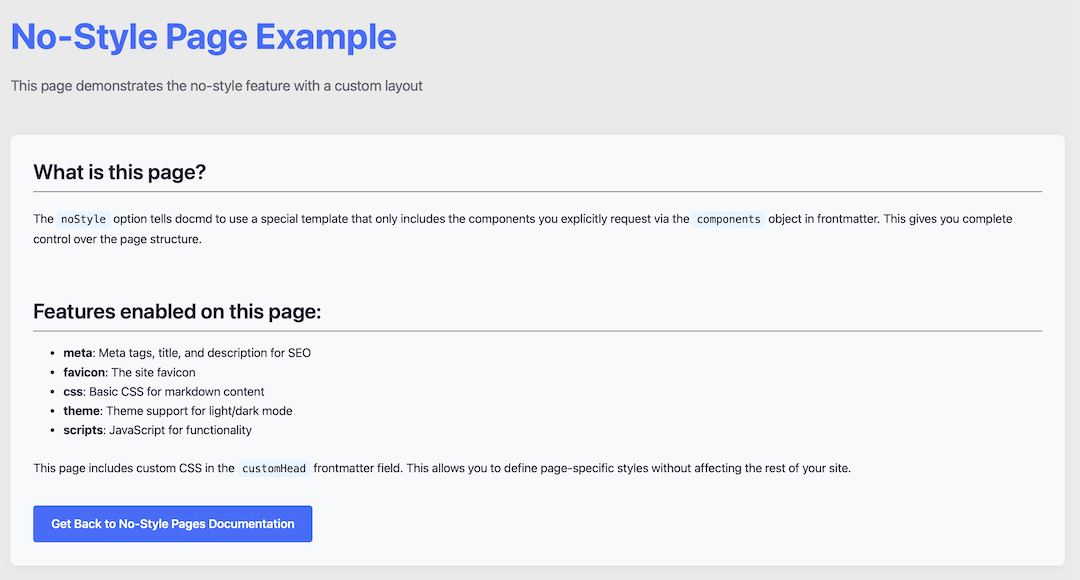 No-Style Page Example
This page demonstrates the no-style feature with a custom layout
What is this page?
The noStyle option tells docmd to use a special template that only includes the components you explicitly request via the components object in frontmatter. This gives you complete
control over the page structure.
Features enabled on this page:
• meta: Meta tags, title, and description for SEO
• favicon: The site favicon
• css: Basic CSS for markdown content
• theme: Theme support for light/dark mode
• scripts: JavaScript for functionality
This page includes custom CSS in the customHead frontmatter field. This allows you to define page-specific styles without affecting the rest of your site.
Get Back to No-Style Pages Documentation